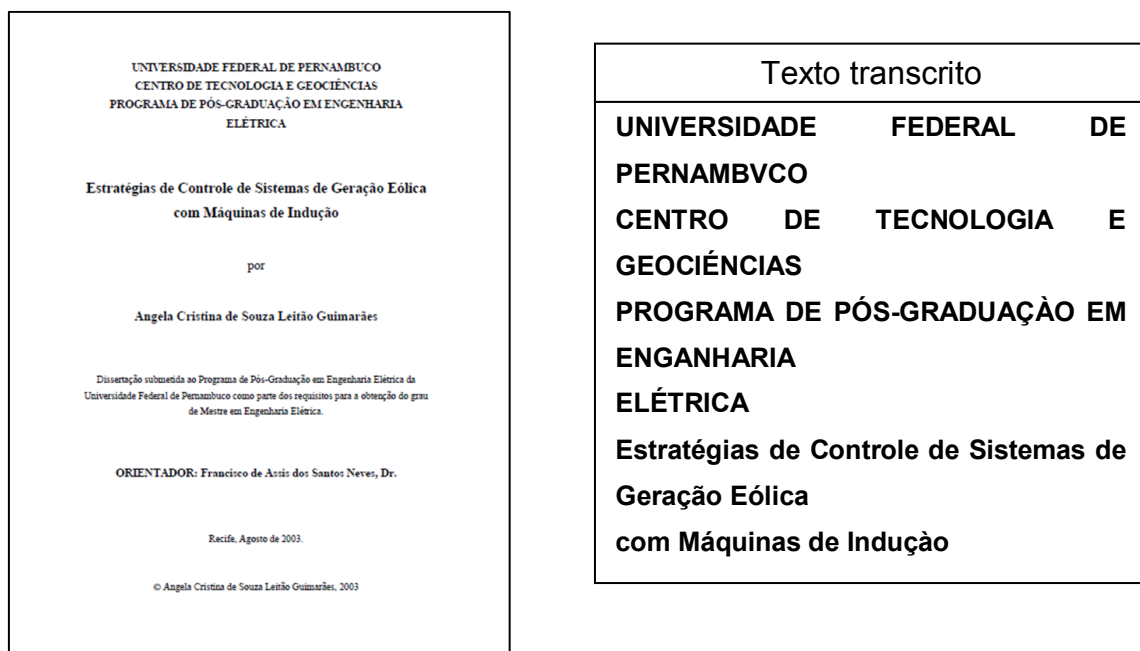 UNIVERSIDADE FEDERAL DE PERNAMBUCO
CENTRO DE TECNOLOGIA E GEOCIÊNCIAS
PROGRAMA DE PÓS-GRADUAÇÃO EM ENGENHARIA
ELÉTRICA
Estratégias de Controle de Sistemas de Geração Eólica
com Máquinas de Indução
por
Angela Cristina de Souza Leitão Guimarães
Dissertação submetida ao Programa de Pós-Graduação em Engenharia Elétrica da
Universidade Federal de Pernambuco como parte dos requisitos para a obtenção do grau
de Mestre em Engenharia Elétrica.
ORIENTADOR: Francisco de Assis dos Santos Neves, Dr.
Recife, Agosto de 2003.
© Angela Cristina de Souza Leitão Guimarães, 2003
Texto transcrito
UNIVERSIDADE FEDERAL DE
PERNAMBVCO
CENTRO DE TECNOLOGIA E
GEOCIÉNCIAS
PROGRAMA DE PÓS-GRADUAÇÀO EM
ENGANHARIA
ELÉTRICA
Estratégias de Controle de Sistemas de
Geração Eólica
com Máquinas de Induçào